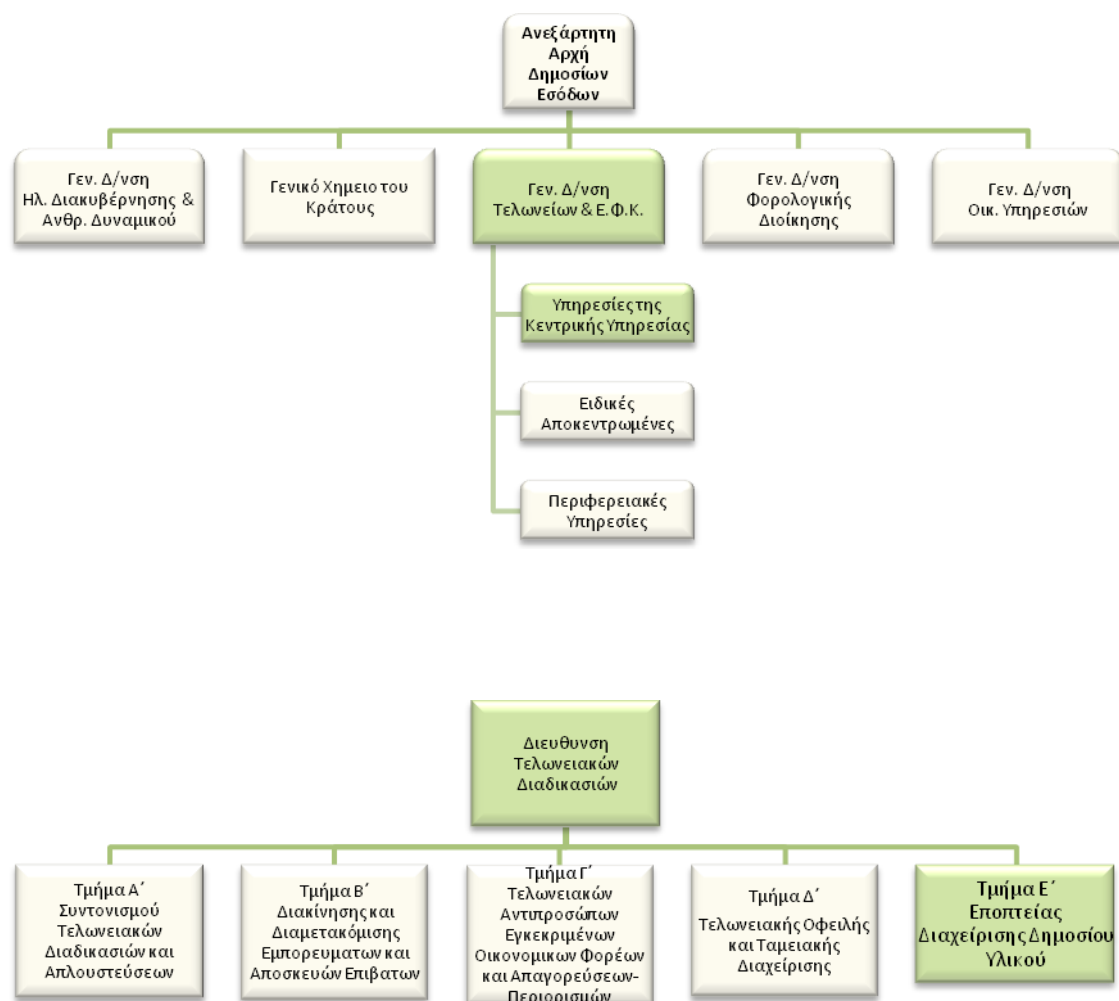 Ανεξάρτητη
Αρχή
Δημοσίων
Εσόδων
Γεν. Δ/νση
Ηλ. Διακυβέρνησης &
Ανθρ. Δυναμικού
Γενικό Χημειο του
Κράτους
Γεν. Δ/νση
Τελωνείων & Ε.Φ.Κ.
Γεν. Δ/νση
Φορολογικής
Διοίκησης
Γεν. Δ/νση
Οικ. Υπηρεσιών
Υπηρεσίες της
Κεντρικής Υπηρεσίας
Ειδικές
Αποκεντρωμένες
Περιφερειακές
Υπηρεσίες
Διευθυνση
Τελωνειακών
Διαδικασιών
Τμήμα Α΄
Συντονισμού
Τελωνειακών
Διαδικασιών και
Απλουστεύσεων
Τμήμα Β΄
Διακίνησης και
Διαμετακόμισης
Εμπορευματων και
Αποσκευών Επιβατων
Τμήμα Γ΄
Τελωνειακών
Αντιπροσώπων
Εγκεκριμένων
Οικονομικων Φορέων
και Απαγορεύσεων-
Περιορισμών
Τμήμα Δ΄
Τελωνειακής Οφειλής
και Ταμειακής
Διαχείρισης
Τμήμα Ε΄
Εποπτείας
Διαχείρισης Δημοσίου
Υλικού